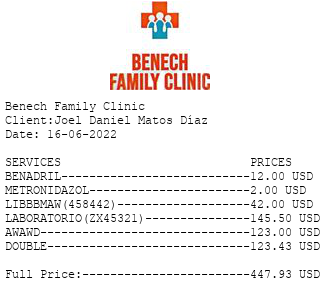 BENECH
FAMILY CLINIC
Benech Family Clinic
Client:Joel Daniel Matos Diaz
Date: 16-06-2022
SERVICES PRICES
BENADRIL---------------------------12.00 USD
METRONIDAZOL-----------------------2.00 USD
LIBBBMAW(458442)-------------------42.00 USD
LABORATORIO(ZX45321)---------------145.50 USD
AWAWD------------------------------123.00 USD
DOUBLE-----------------------------123.43 USD
Full Price:------------------------447.93 USD